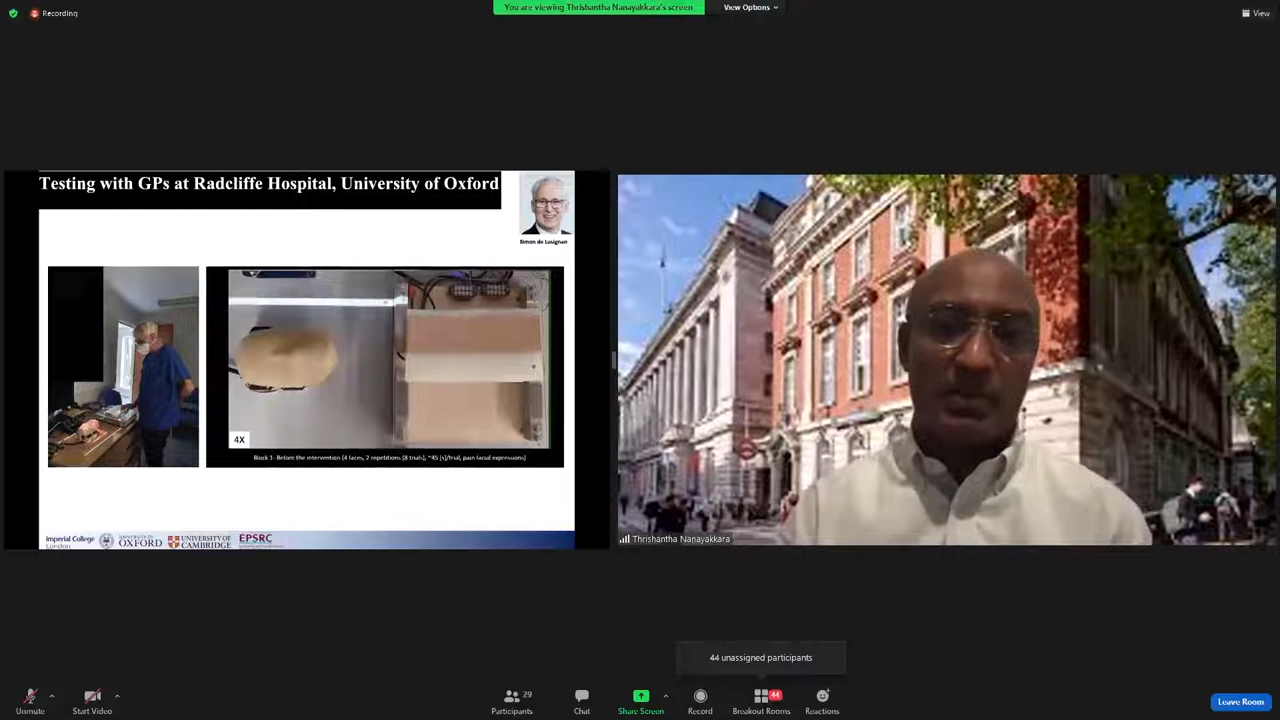 Recording
You are viewing Thrishantha Nanayakkara's screen
View Options
View
Testing with GPs at Radcliffe Hospital, University of Oxford
Simon de Lusignan
4X
Block 1- Before the intervention (4 faces, 2 repetitions (8 trials), ~45 [s]/trial, pain facial expressions)
Imperial College
London
UNIVERSITY OF
OXFORD
UNIVERSITY OF
CAMBRIDGE
EPSRC
Thrishantha Nanayakkara
44 unassigned participants
Unmute
Start Video
29
Participants
Chat
Share Screen
Record
44
Breakout Rooms
Reactions
Leave Room